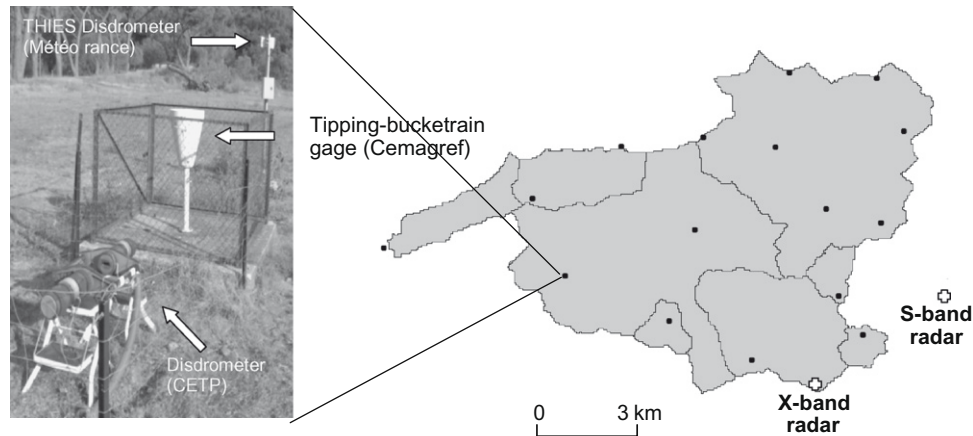 THIES Disdrometer
(Météo rance)
Tipping-bucketrain
gage (Cemagref)
Disdrometer
(CETP)
S-band
radar
X-band
radar
0 3 km